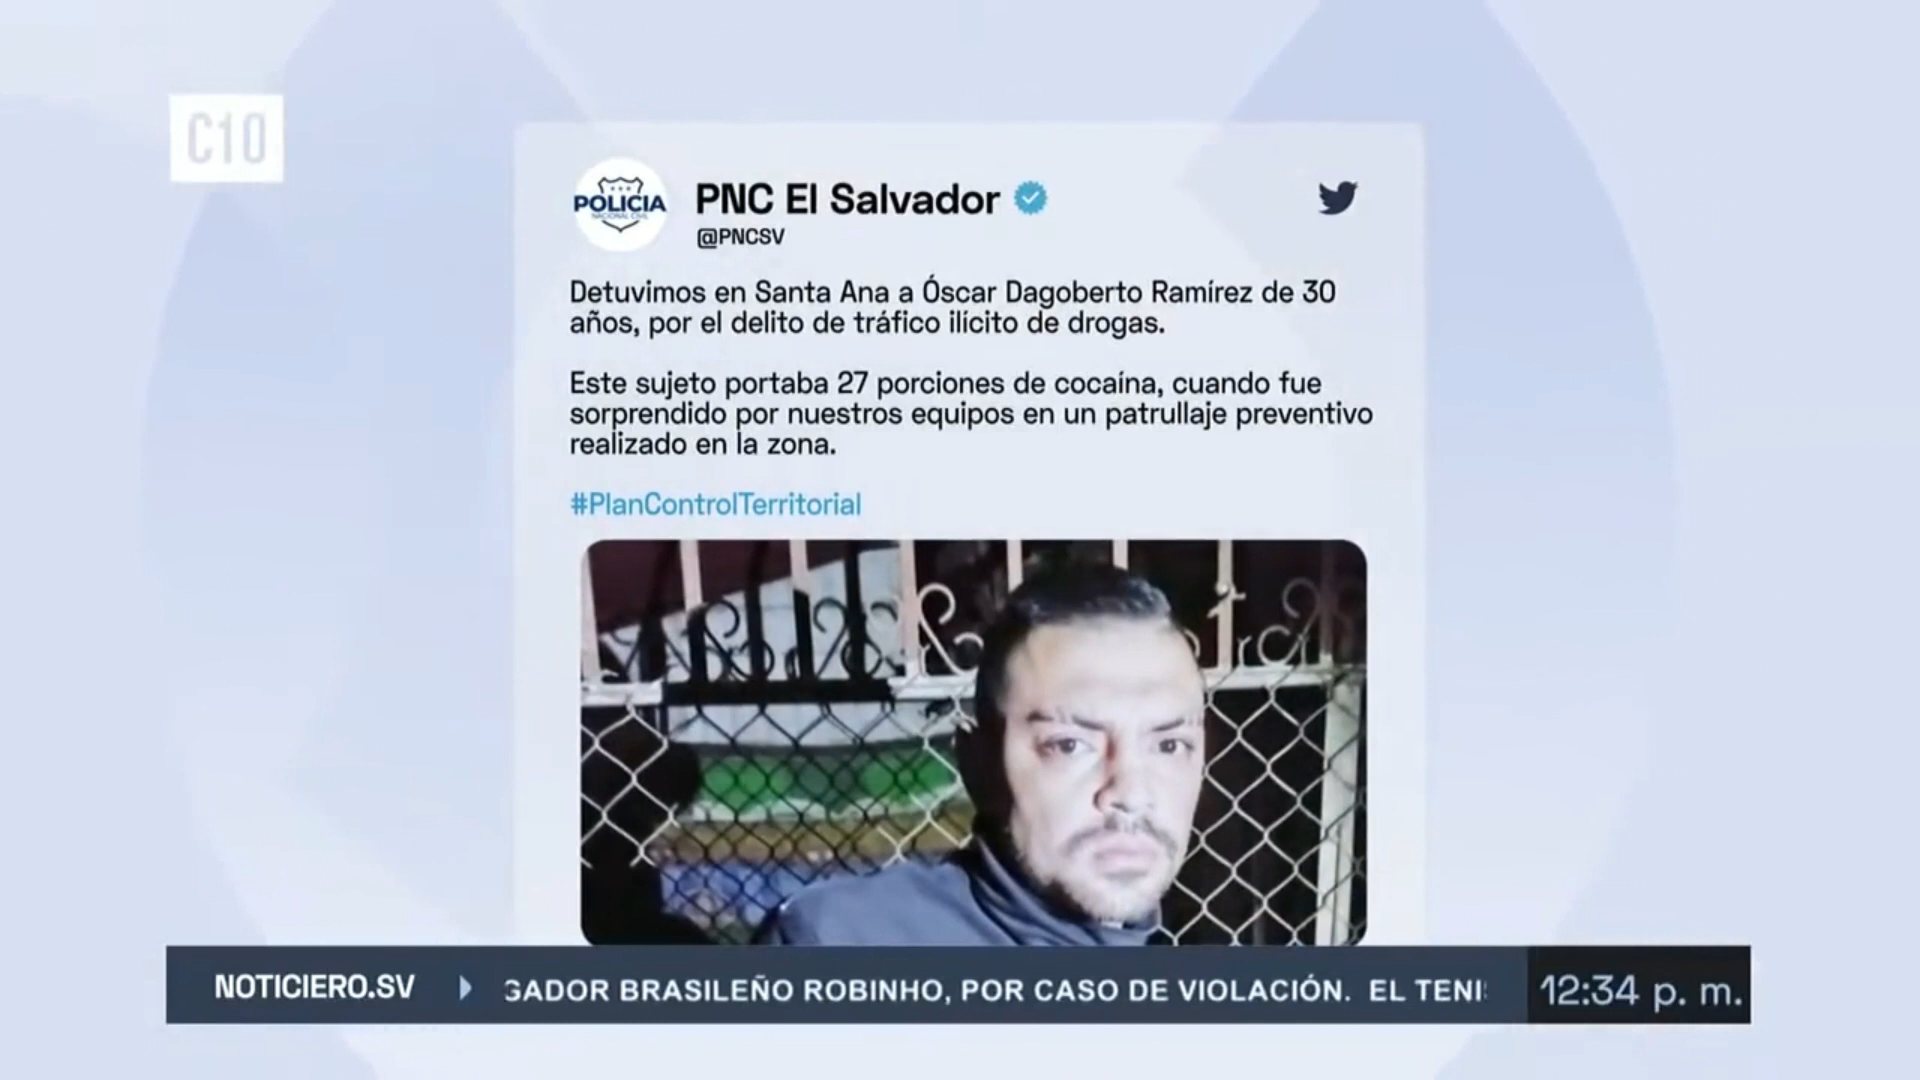 C10
POLICIA
NACIONAL CIVIL
PNC El Salvador
@PNCSV
Detuvimos en Santa Ana a Óscar Dagoberto Ramírez de 30
años, por el delito de tráfico ilícito de drogas.
Este sujeto portaba 27 porciones de cocaína, cuando fue
sorprendido por nuestros equipos en un patrullaje preventivo
realizado en la zona.
#PlanControlTerritorial
NOTICIERO.SV
GADOR BRASILEÑO ROBINHO, POR CASO DE VIOLACIÓN. EL TENI
12:34 p. m.